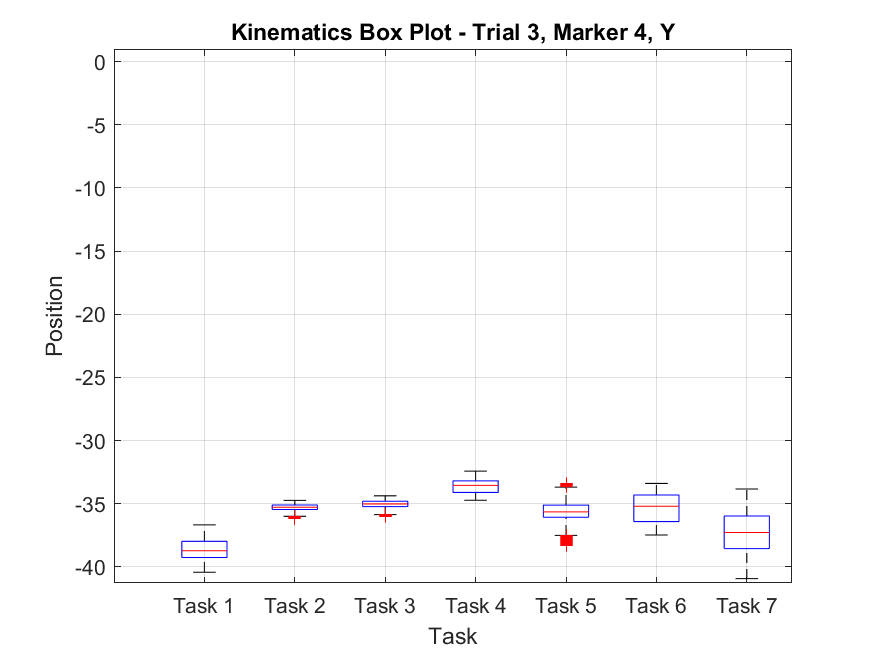 Kinematics Box Plot - Trial 3, Marker 4, Y
0
-5
-10
-15
-20
-25
-30
-35
-40
Position
Task 1 Task 2 Task 3 Task 4 Task 5 Task 6 Task 7
Task